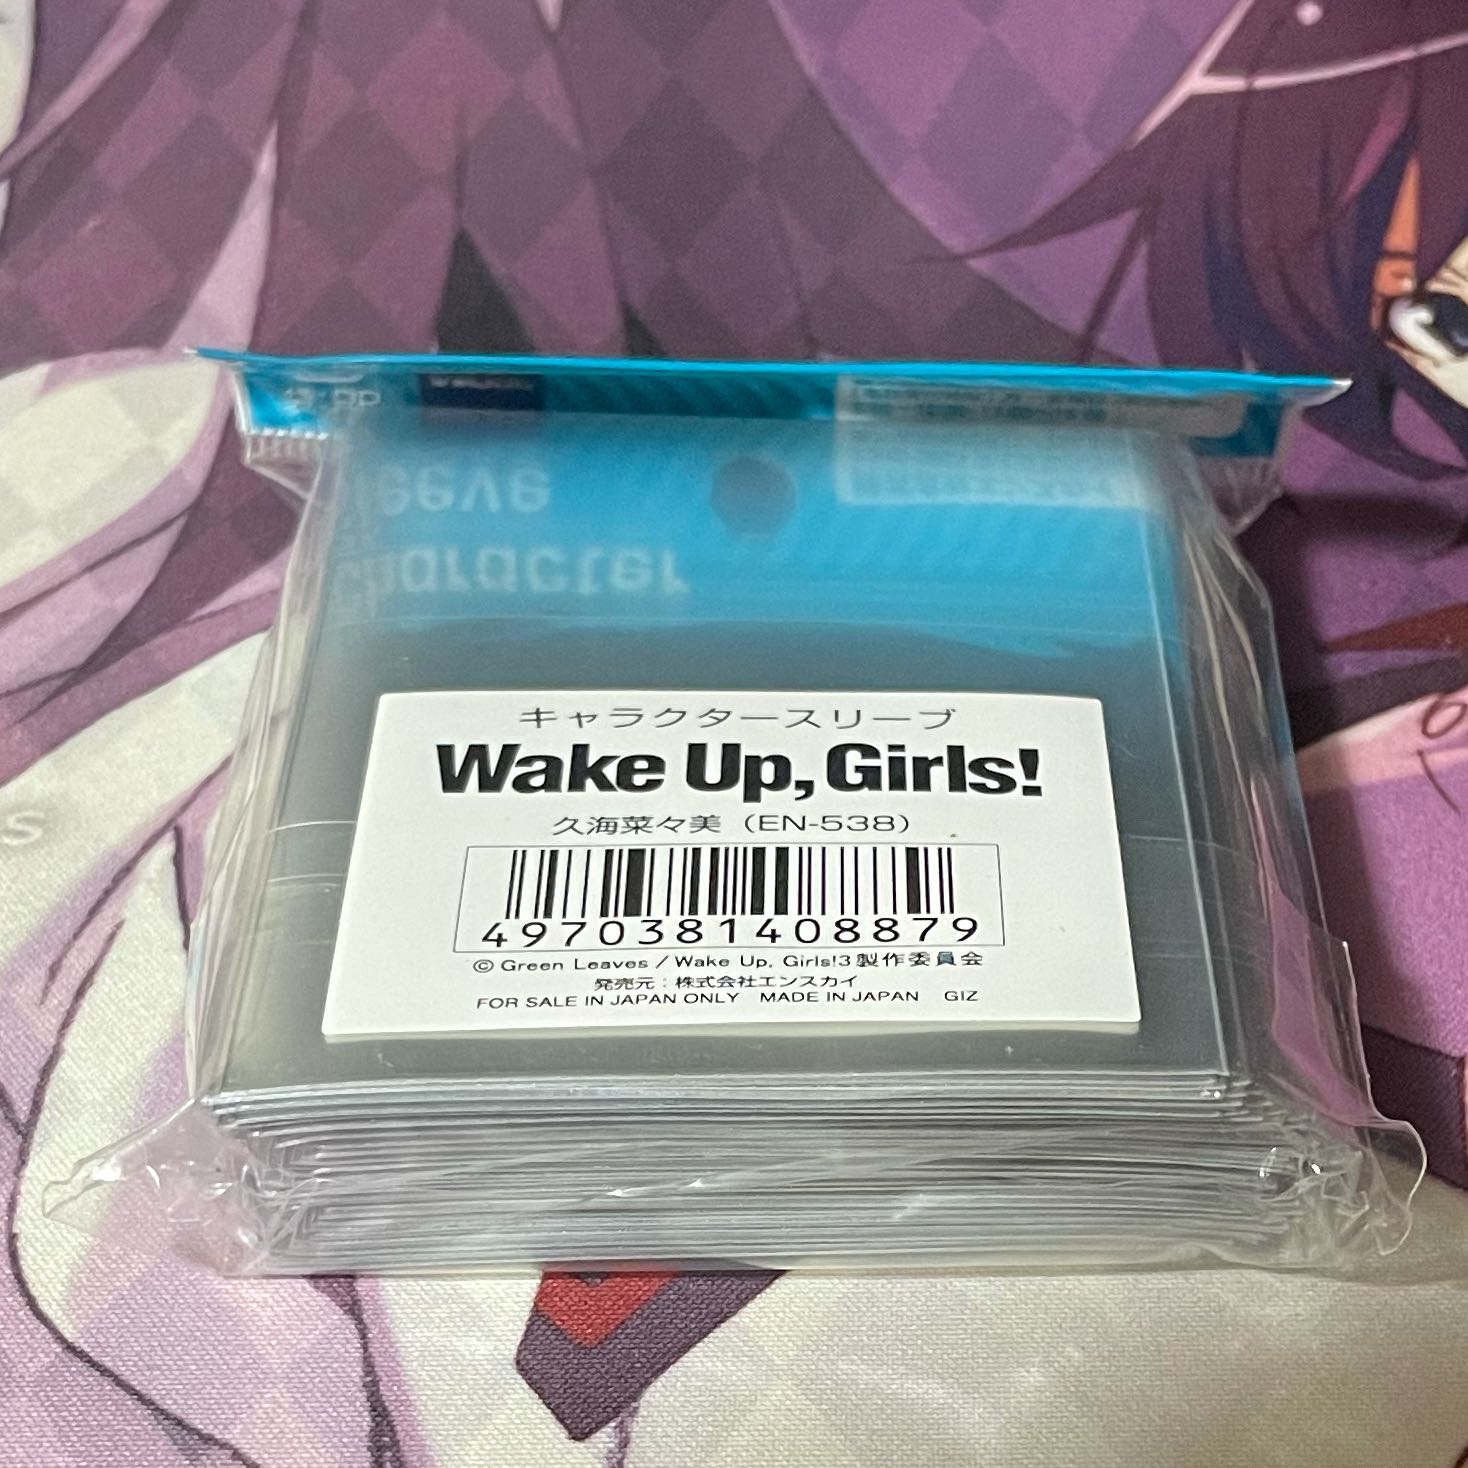 sleeve
character
キャラクタースリーブ
Wake Up, Girls!
久海菜々美 (EN-538)
4970381408879
© Green Leaves / Wake Up, Girls!3製作委員会
発売元:株式会社エンスカイ
FOR SALE IN JAPAN ONLY MADE IN JAPAN GIZ